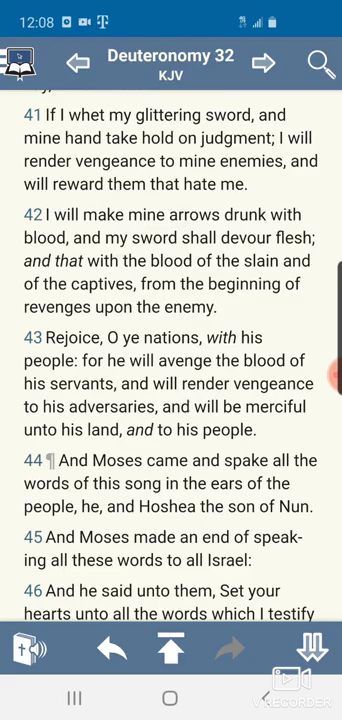 12:08
Deuteronomy 32
KJV
41 If I whet my glittering sword, and
mine hand take hold on judgment; I will
render vengeance to mine enemies, and
will reward them that hate me.
42 I will make mine arrows drunk with
blood, and my sword shall devour flesh;
and that with the blood of the slain and
of the captives, from the beginning of
revenges upon the enemy.
43 Rejoice, O ye nations, with his
people: for he will avenge the blood of
his servants, and will render vengeance
to his adversaries, and will be merciful
unto his land, and to his people.
44 ¶ And Moses came and spake all the
words of this song in the ears of the
people, he, and Hoshea the son of Nun.
45 And Moses made an end of speak-
ing all these words to all Israel:
46 And he said unto them, Set your
hearts unto all the words which I testify
V RECORDER